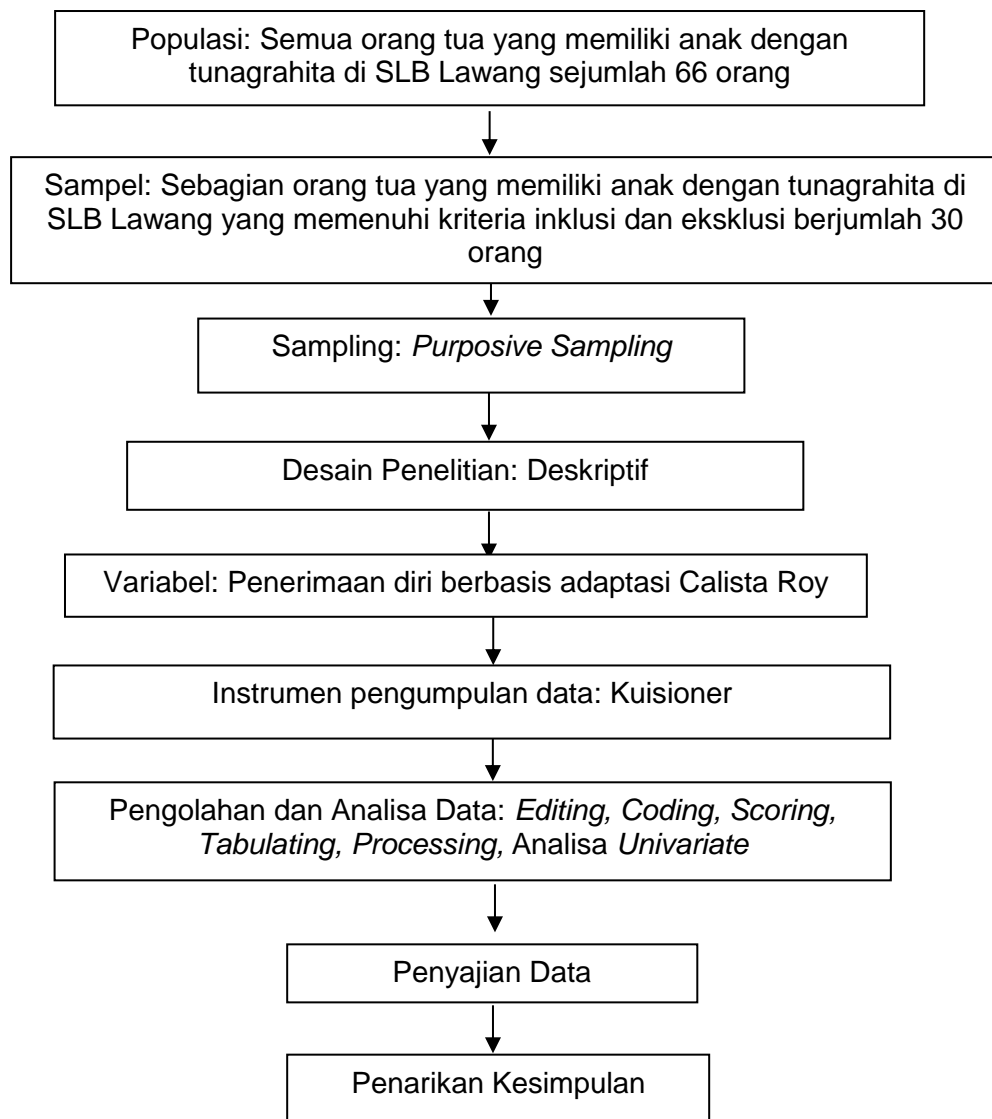 Populasi: Semua orang tua yang memiliki anak dengan
tunagrahita di SLB Lawang sejumlah 66 orang
Sampel: Sebagian orang tua yang memiliki anak dengan tunagrahita di
SLB Lawang yang memenuhi kriteria inklusi dan eksklusi berjumlah 30
orang
Sampling: Purposive Sampling
Desain Penelitian: Deskriptif
Variabel: Penerimaan diri berbasis adaptasi Calista Roy
Instrumen pengumpulan data: Kuisioner
Pengolahan dan Analisa Data: Editing, Coding, Scoring,
Tabulating, Processing, Analisa Univariate
Penyajian Data
Penarikan Kesimpulan